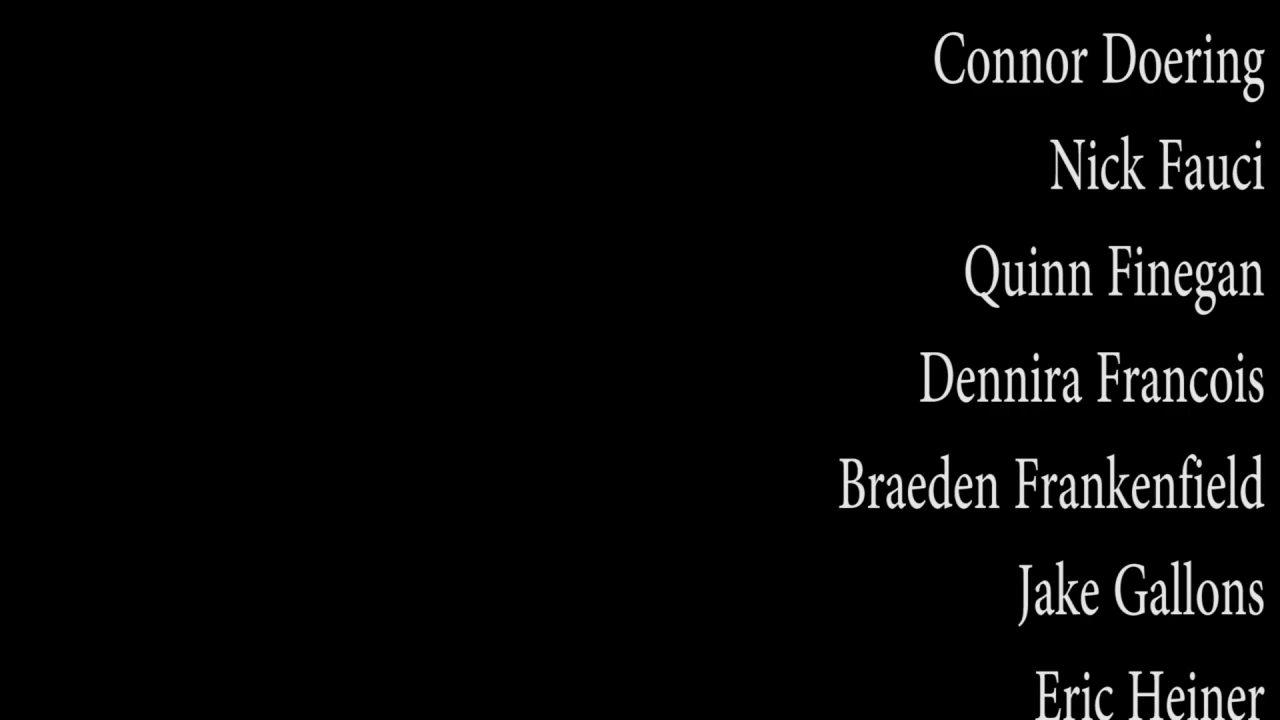 Connor Doering
Nick Fauci
Quinn Finegan
Dennira Francois
Braeden Frankenfield
Jake Gallons
Eric Heiner